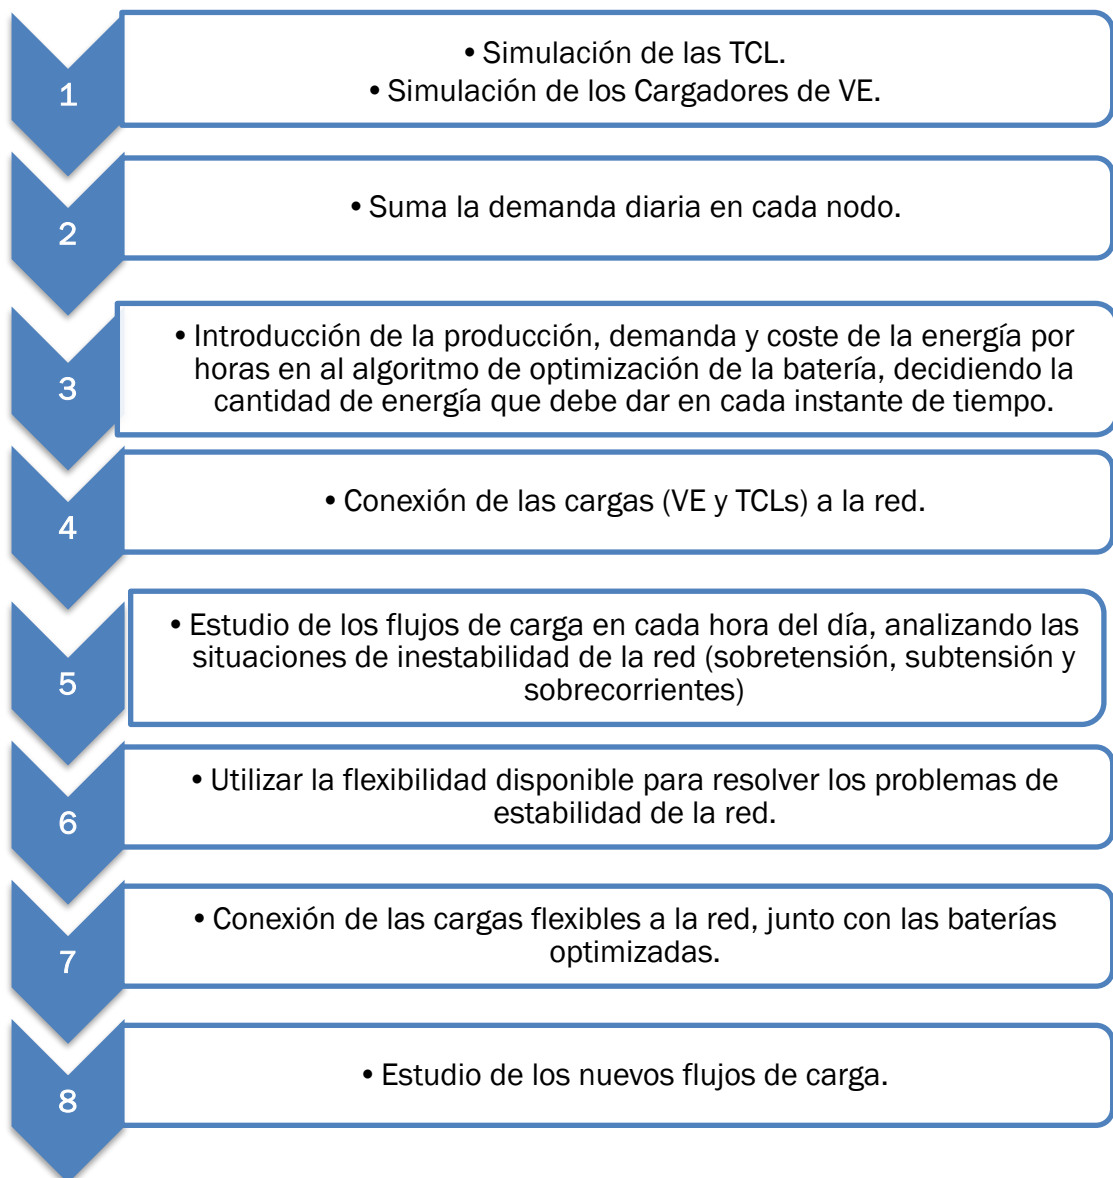 1
• Simulación de las TCL.
• Simulación de los Cargadores de VE.
2
• Suma la demanda diaria en cada nodo.
3
• Introducción de la producción, demanda y coste de la energía por
horas en al algoritmo de optimización de la batería, decidiendo la
cantidad de energía que debe dar en cada instante de tiempo.
4
• Conexión de las cargas (VE y TCLs) a la red.
5
• Estudio de los flujos de carga en cada hora del día, analizando las
situaciones de inestabilidad de la red (sobretensión, subtensión y
sobrecorrientes)
6
• Utilizar la flexibilidad disponible para resolver los problemas de
estabilidad de la red.
7
• Conexión de las cargas flexibles a la red, junto con las baterías
optimizadas.
8
• Estudio de los nuevos flujos de carga.